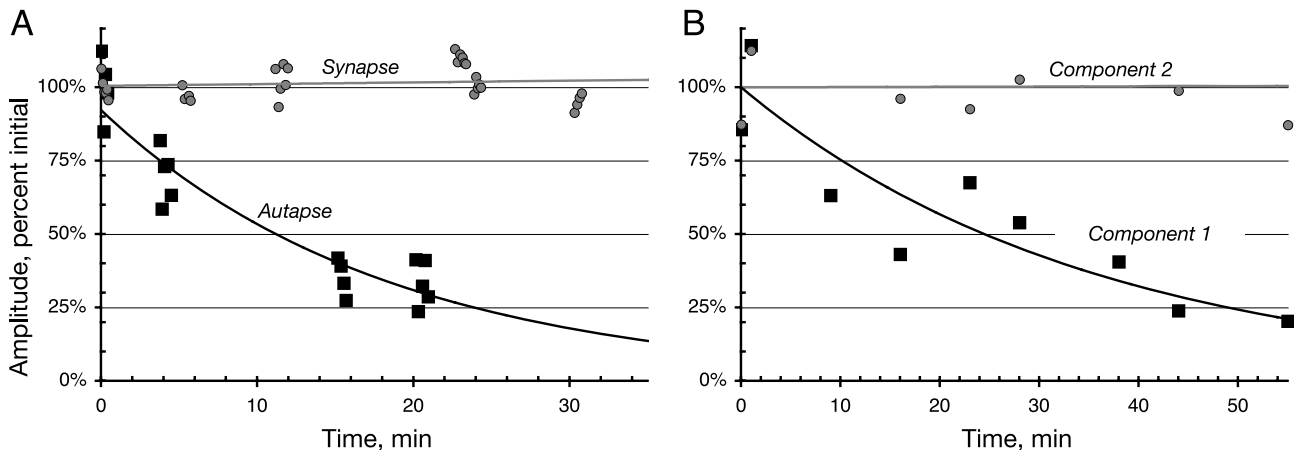 A
Amplitude, percent initial
100%
75%
50%
25%
0%
Synapse
Autapse
0 10 20 30
Time, min
B
100%
75%
50%
25%
0%
Component 2
Component 1
0 10 20 30 40 50
Time, min